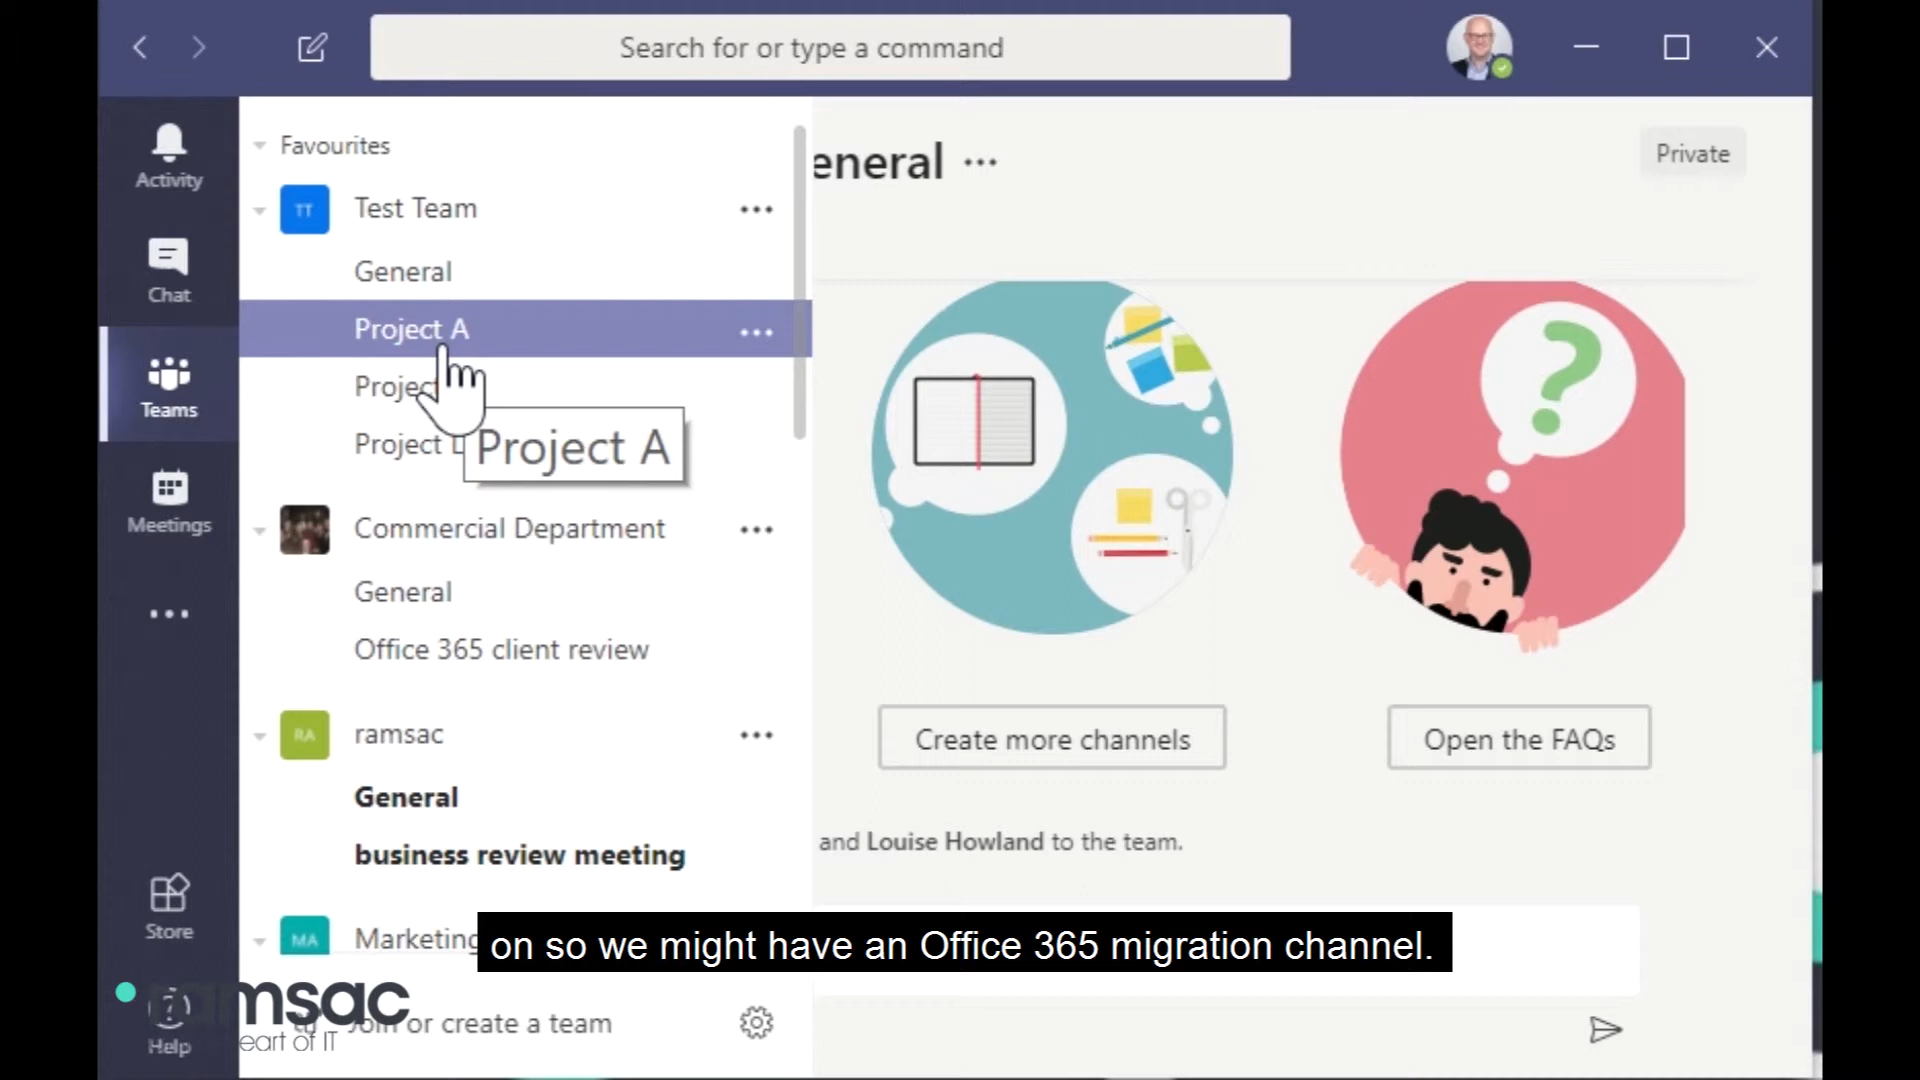 Search for or type a command
Activity
Chat
Teams
Meetings
Store
Help
Favourites
TT
Test Team
General
Project A
Project
Project
Project A
Commercial Department
General
Office 365 client review
RA
ramsac
General
business review meeting
MA
Marketing
Join or create a team
eneral
Private
Create more channels
Open the FAQs
and Louise Howland to the team.
on so we might have an Office 365 migration channel.
ramsac
eart of IT